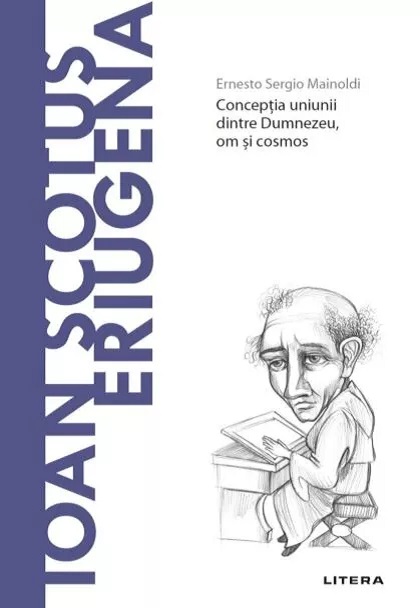 IOAN SCOTUS
ERIUGENA
Ernesto Sergio Mainoldi
Concepția uniunii
dintre Dumnezeu,
om și cosmos
LITERA